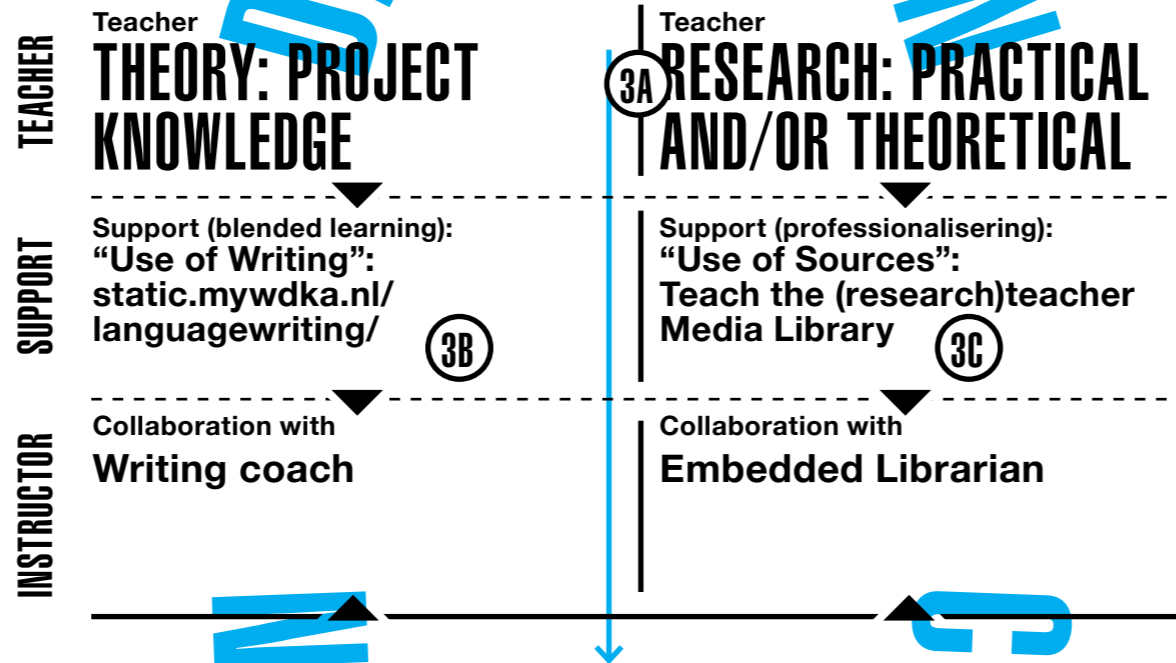 TEACHER
Teacher
THEORY: PROJECT
KNOWLEDGE
3A
Teacher
RESEARCH: PRACTICAL
AND/OR THEORETICAL
SUPPORT
Support (blended learning):
“Use of Writing”:
static.mywdka.nl/
languagewriting/
3B
Support (professionalisering):
“Use of Sources”:
Teach the (research)teacher
Media Library
3C
INSTRUCTOR
Collaboration with
Writing coach
Collaboration with
Embedded Librarian